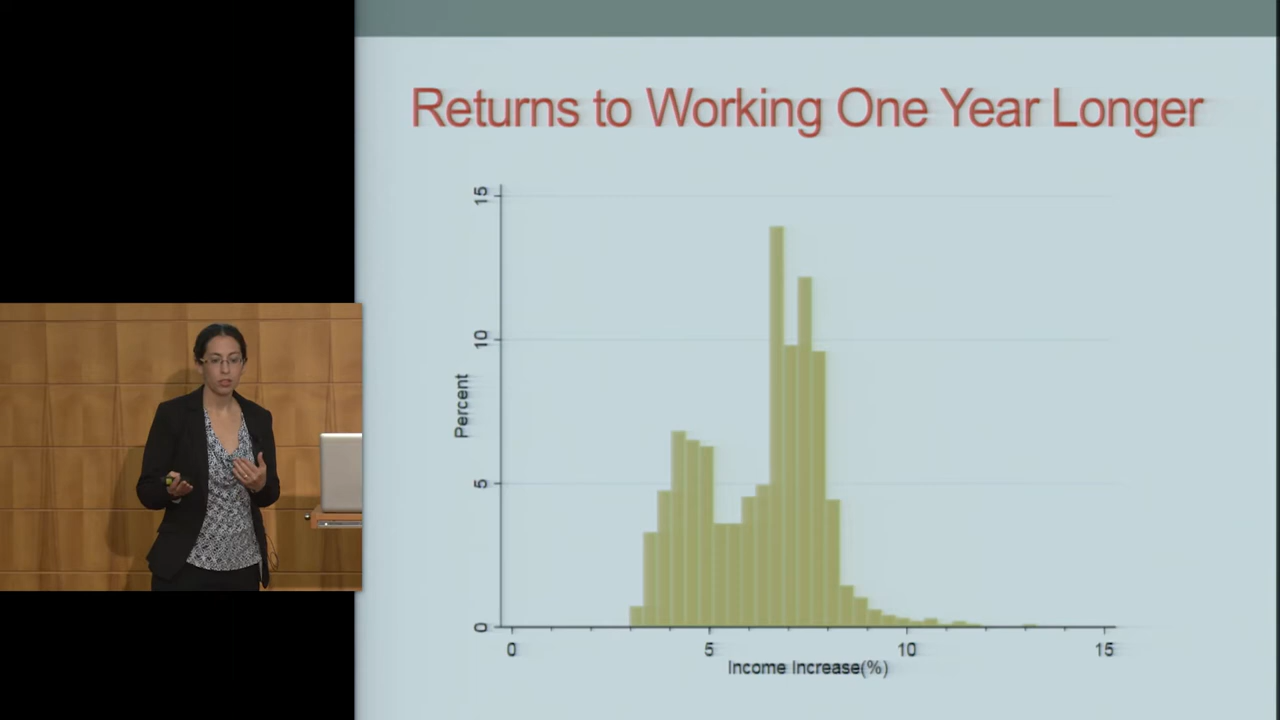 Returns to Working One Year Longer
15
10
5
0
Percent
0 5 10 15
Income Increase(%)